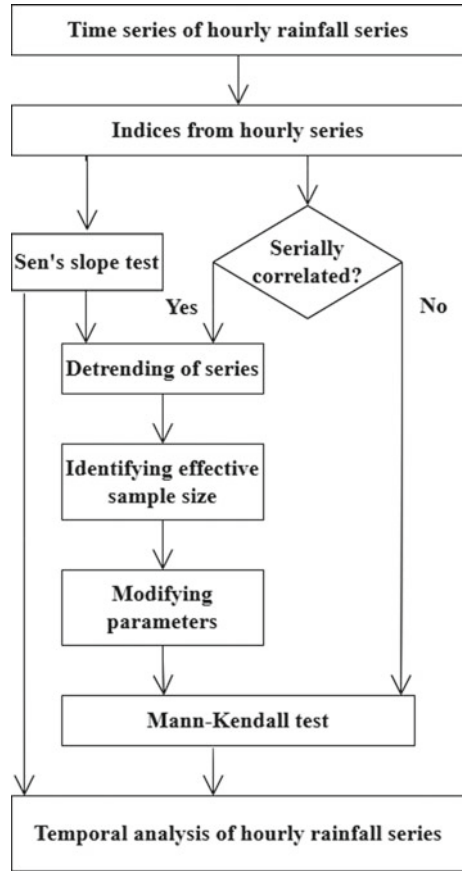 Time series of hourly rainfall series
Indices from hourly series
Sen's slope test
Serially
correlated?
Yes
No
Detrending of series
Identifying effective
sample size
Modifying
parameters
Mann-Kendall test
Temporal analysis of hourly rainfall series